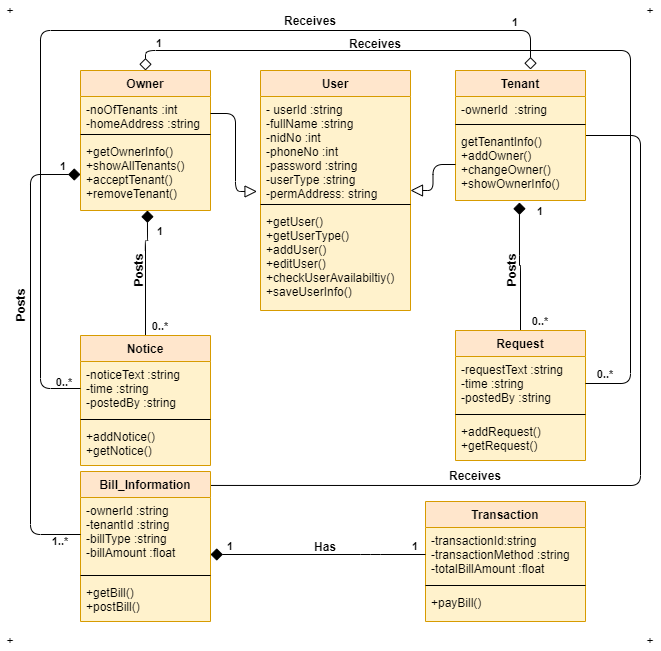 Receives
1
1
Receives
Owner
-noOfTenants :int
-homeAddress :string
+getOwnerInfo()
+showAllTenants()
+acceptTenant()
+removeTenant()
User
- userId :string
-fullName :string
-nidNo :int
-phoneNo :int
-password :string
-userType :string
-permAddress: string
+getUser()
+getUserType()
+addUser()
+editUser()
+checkUserAvailabiltiy()
+saveUserInfo()
Tenant
-ownerId :string
getTenantInfo()
+addOwner()
+changeOwner()
+showOwnerInfo()
1
1
1
Posts
Posts
Posts
0..*
0..*
0..*
0..*
Notice
-noticeText :string
-time :string
-postedBy :string
+addNotice()
+getNotice()
Request
-requestText :string
-time :string
-postedBy :string
+addRequest()
+getRequest()
Receives
Bill_Information
-ownerId :string
-tenantId :string
-billType :string
-billAmount :float
+getBill()
+postBill()
1..*
1
Has
1
Transaction
-transactionId:string
-transactionMethod :string
-totalBillAmount :float
+payBill()